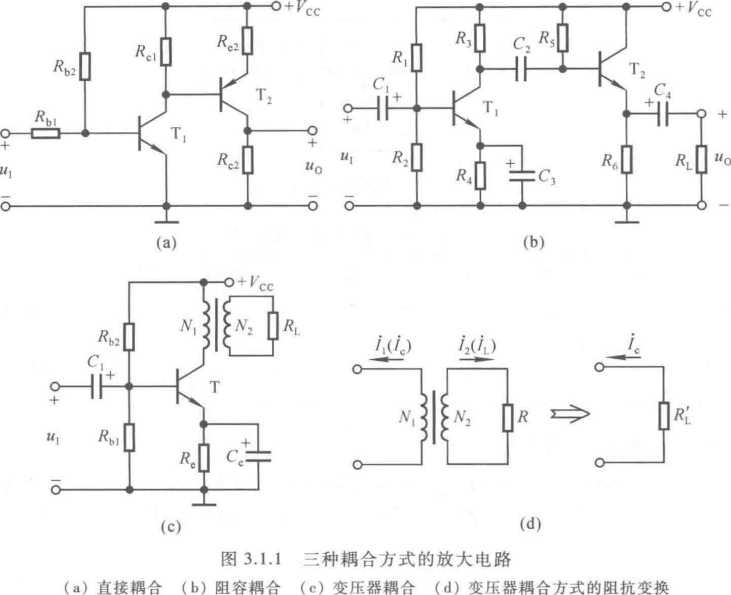 +V_CC
R_b2
R_c1
R_e2
T_2
R_b1
+
T_1
+
u_I
R_c2
u_O
−
−
(a)
+V_CC
R_1
R_3
C_2
R_5
T_2
C_1
+
T_1
+
C_4
+
+
u_I
R_2
R_4
+
C_3
R_6
R_L
u_O
−
−
(b)
+V_CC
N_1
N_2
R_L
R_b2
C_1
+
T
+
u_I
R_b1
R_e
+
C_e
−
(c)
İ_1(İ_c)
İ_2(İ_L)
İ_c
N_1
N_2
R
R′_L
(d)
图 3.1.1 三种耦合方式的放大电路
(a) 直接耦合 (b) 阻容耦合 (c) 变压器耦合 (d) 变压器耦合方式的阻抗变换